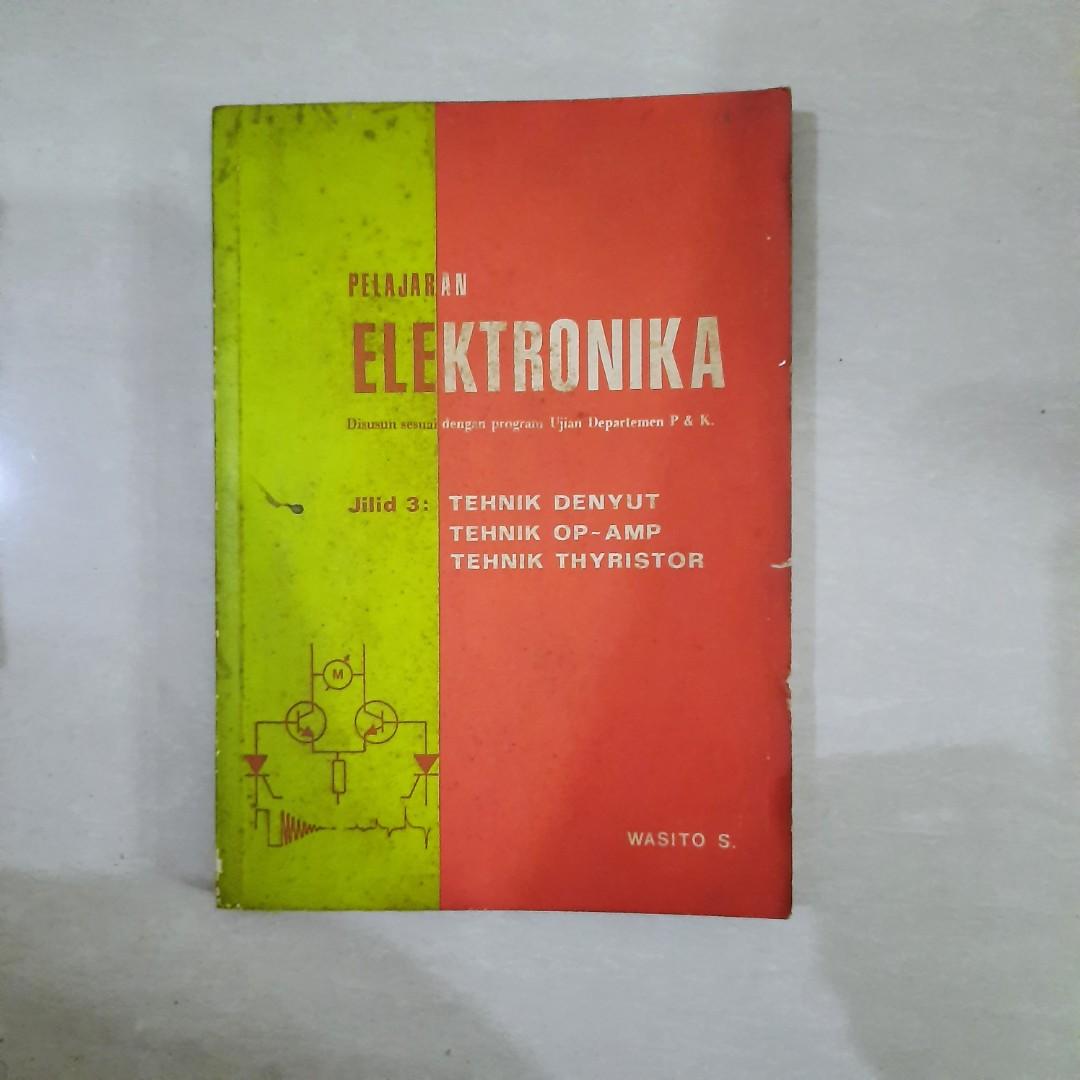 PELAJARAN
ELEKTRONIKA
Disusun sesuai dengan program Ujian Departemen P & K.
Jilid 3: TEHNIK DENYUT
TEHNIK OP-AMP
TEHNIK THYRISTOR
M
WASITO S.